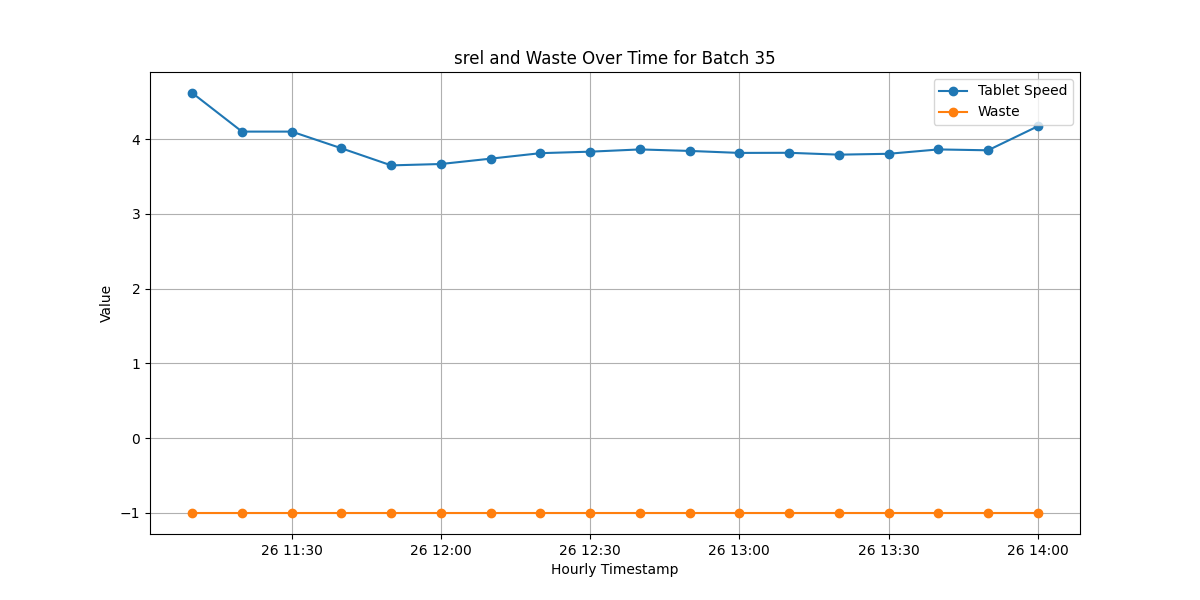 srel and Waste Over Time for Batch 35
Tablet Speed
Waste
4
3
2
1
0
−1
Value
26 11:30
26 12:00
26 12:30
26 13:00
26 13:30
26 14:00
Hourly Timestamp